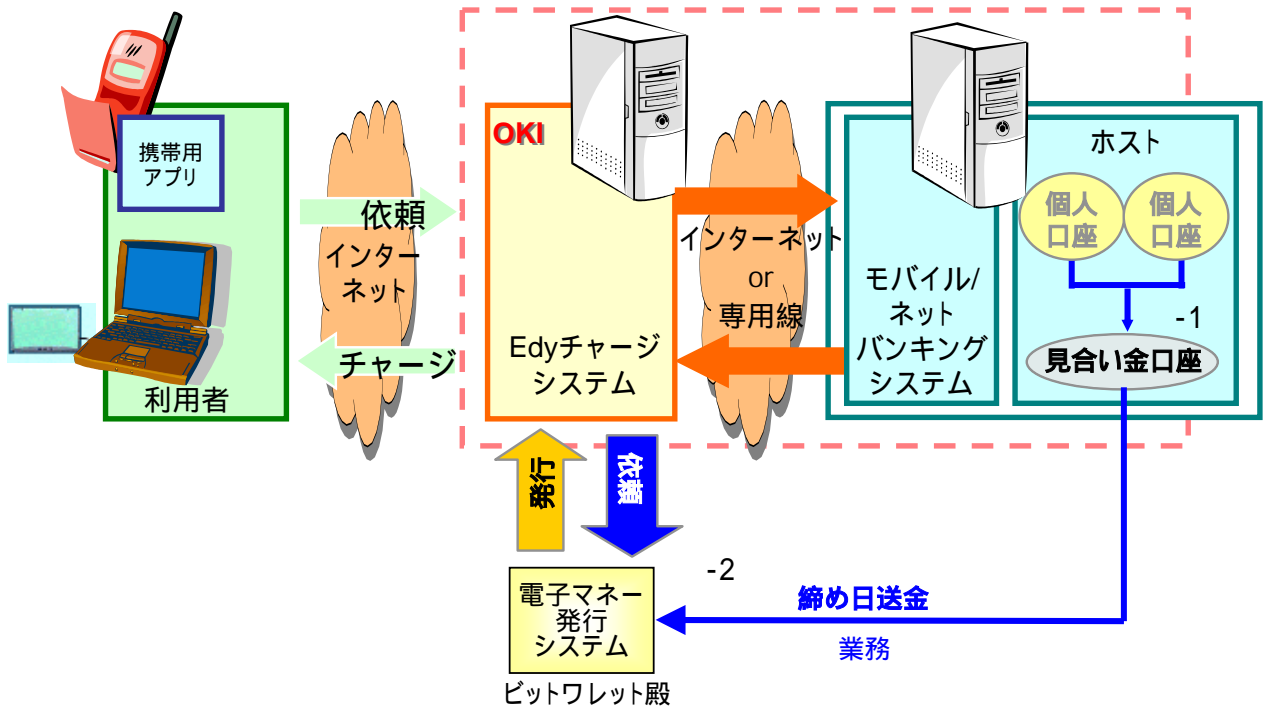 携帯用
アプリ
利用者
依頼
インター
ネット
チャージ
OKI
Edyチャージ
システム
インターネット
or
専用線
モバイル/
ネット
バンキング
システム
ホスト
個人
口座
個人
口座
-1
見合い金口座
発行
依頼
電子マネー
発行
システム
ビットワレット殿
-2
締め日送金
業務